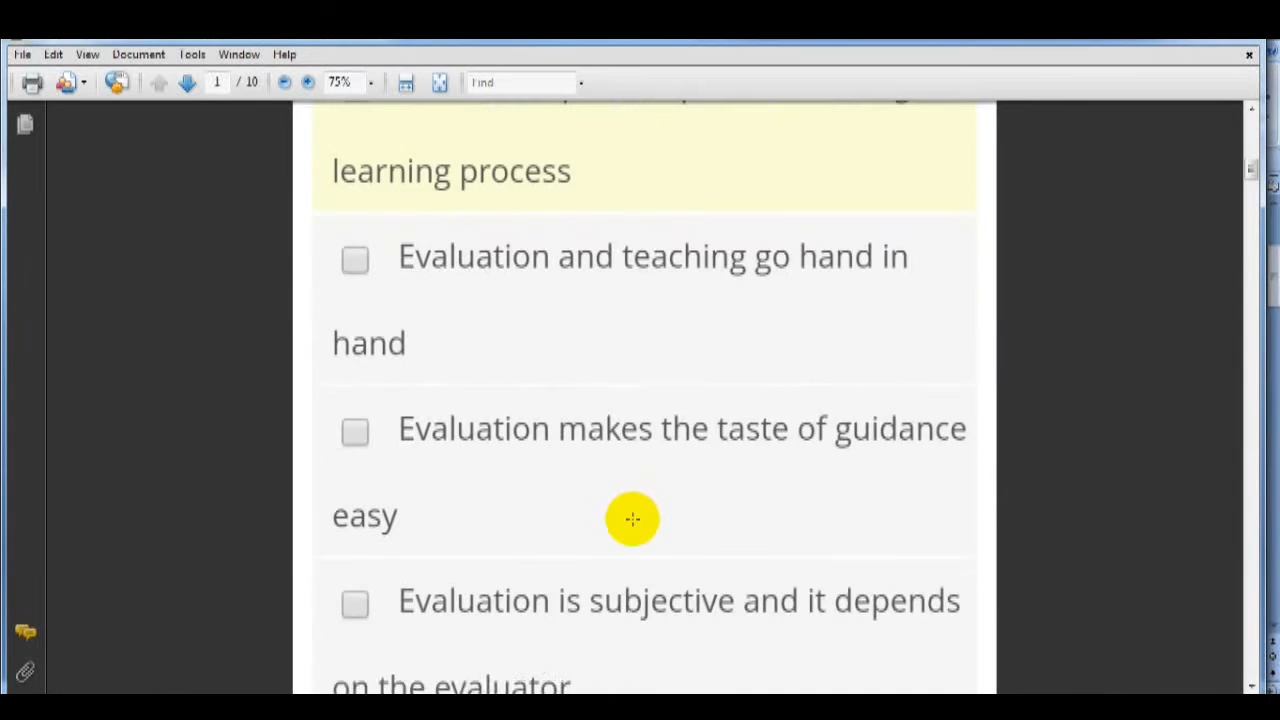 File Edit View Document Tools Window Help
1 / 10 75% Find
learning process
Evaluation and teaching go hand in
hand
Evaluation makes the taste of guidance
easy
Evaluation is subjective and it depends
on the evaluator